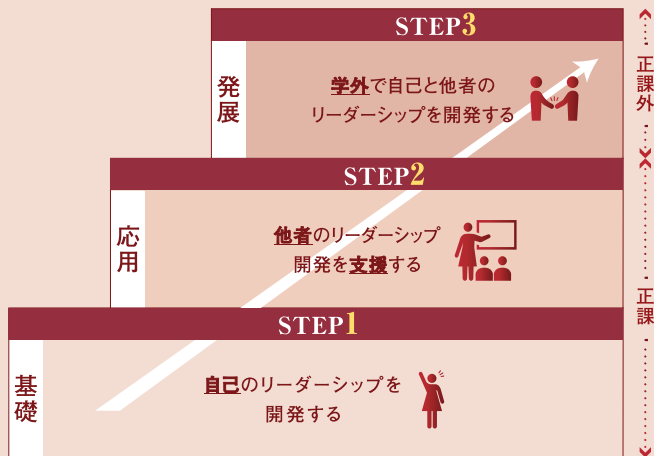 STEP3
発展
学外で自己と他者の
リーダーシップを開発する
正課外
STEP2
応用
他者のリーダーシップ
開発を支援する
正課
STEP1
基礎
自己のリーダーシップを
開発する